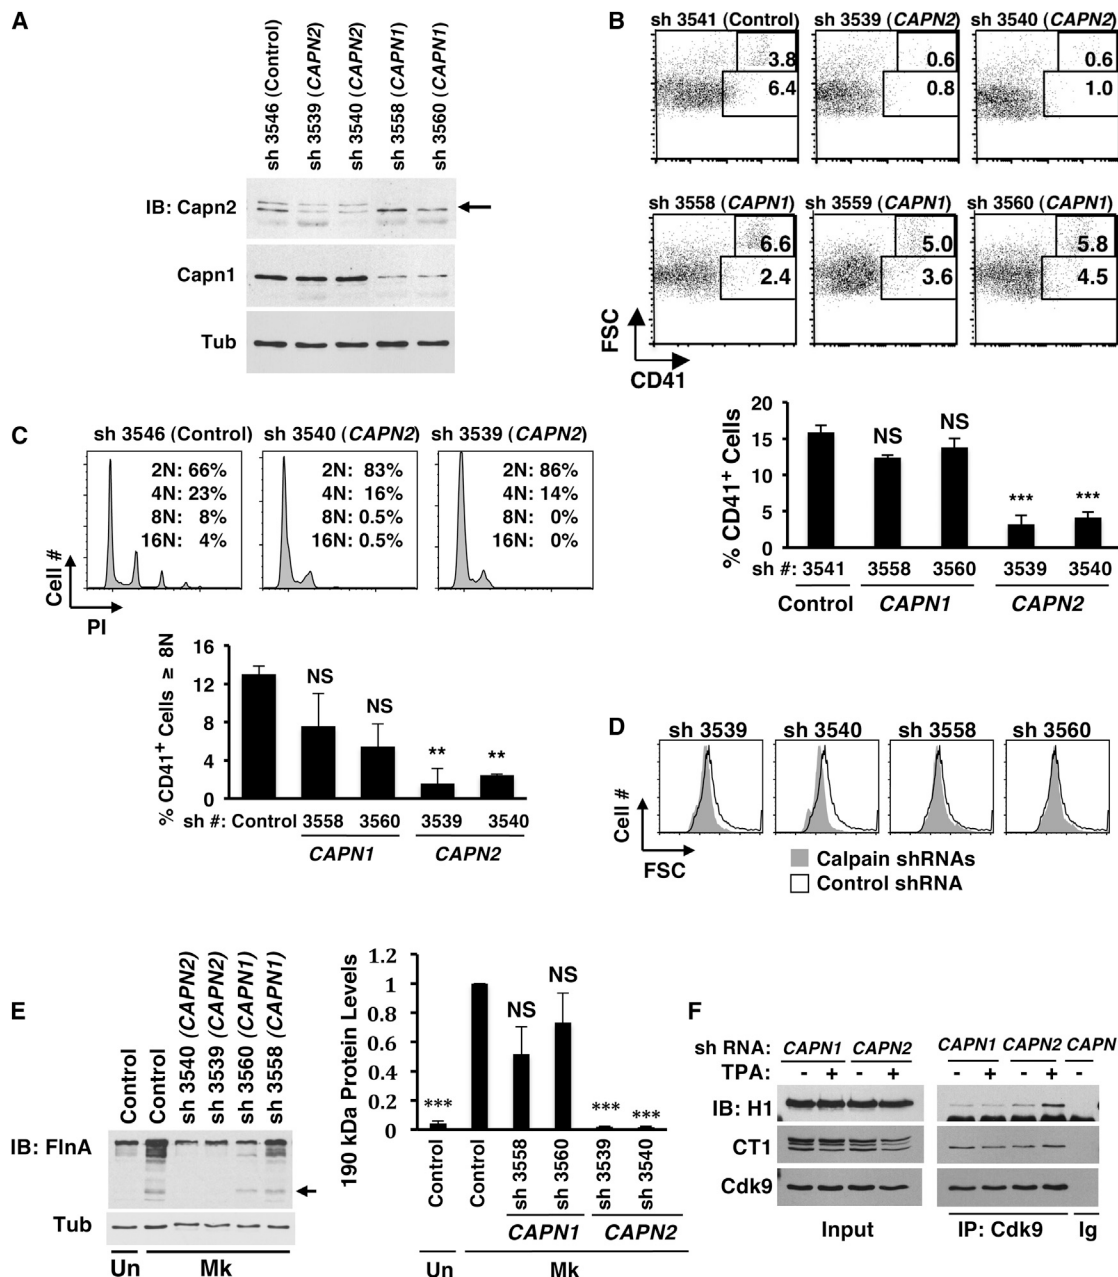 A
sh 3546 (Control)
sh 3539 (CAPN2)
sh 3540 (CAPN2)
sh 3558 (CAPN1)
sh 3560 (CAPN1)
IB: Capn2
Capn1
Tub
B
sh 3541 (Control) sh 3539 (CAPN2) sh 3540 (CAPN2)
3.8 0.6 0.6
6.4 0.8 1.0
sh 3558 (CAPN1) sh 3559 (CAPN1) sh 3560 (CAPN1)
6.6 5.0 5.8
2.4 3.6 4.5
FSC
CD41
% CD41+ Cells
20
15
10
5
0
NS NS *** ***
sh #: 3541 3558 3560 3539 3540
Control CAPN1 CAPN2
C
sh 3546 (Control) sh 3540 (CAPN2) sh 3539 (CAPN2)
2N: 66% 2N: 83% 2N: 86%
4N: 23% 4N: 16% 4N: 14%
8N: 8% 8N: 0.5% 8N: 0%
16N: 4% 16N: 0.5% 16N: 0%
Cell #
PI
% CD41+ Cells ≥ 8N
16
12
8
4
0
NS NS ** **
sh #: Control 3558 3560 3539 3540
CAPN1 CAPN2
D
sh 3539 sh 3540 sh 3558 sh 3560
Cell #
FSC
Calpain shRNAs
Control shRNA
E
Control
Control
sh 3540 (CAPN2)
sh 3539 (CAPN2)
sh 3560 (CAPN1)
sh 3558 (CAPN1)
IB: FlnA
Tub
Un Mk
190 kDa Protein Levels
1.2
1
0.8
0.6
0.4
0.2
0
*** NS NS *** ***
Control
Control
sh 3558
sh 3560
sh 3539
sh 3540
CAPN1 CAPN2
Un Mk
F
sh RNA: CAPN1 CAPN2 CAPN1 CAPN2 CAPN
TPA: - + - + - + - + -
IB: H1
CT1
Cdk9
Input IP: Cdk9 Ig